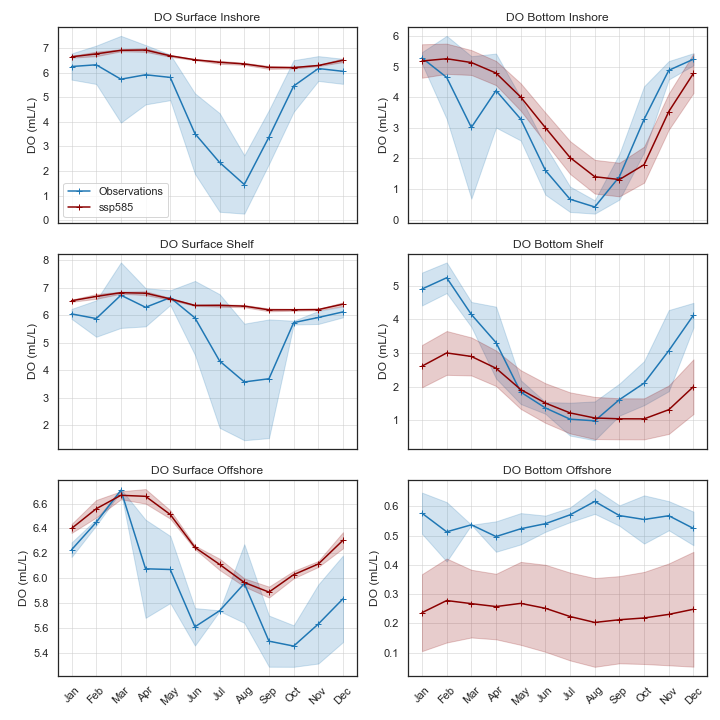 DO Surface Inshore
DO (mL/L)
7
6
5
4
3
2
1
0
Observations
ssp585
DO Bottom Inshore
DO (mL/L)
6
5
4
3
2
1
0
DO Surface Shelf
DO (mL/L)
8
7
6
5
4
3
2
DO Bottom Shelf
DO (mL/L)
5
4
3
2
1
DO Surface Offshore
DO (mL/L)
6.6
6.4
6.2
6.0
5.8
5.6
5.4
Jan Feb Mar Apr May Jun Jul Aug Sep Oct Nov Dec
DO Bottom Offshore
DO (mL/L)
0.6
0.5
0.4
0.3
0.2
0.1
Jan Feb Mar Apr May Jun Jul Aug Sep Oct Nov Dec